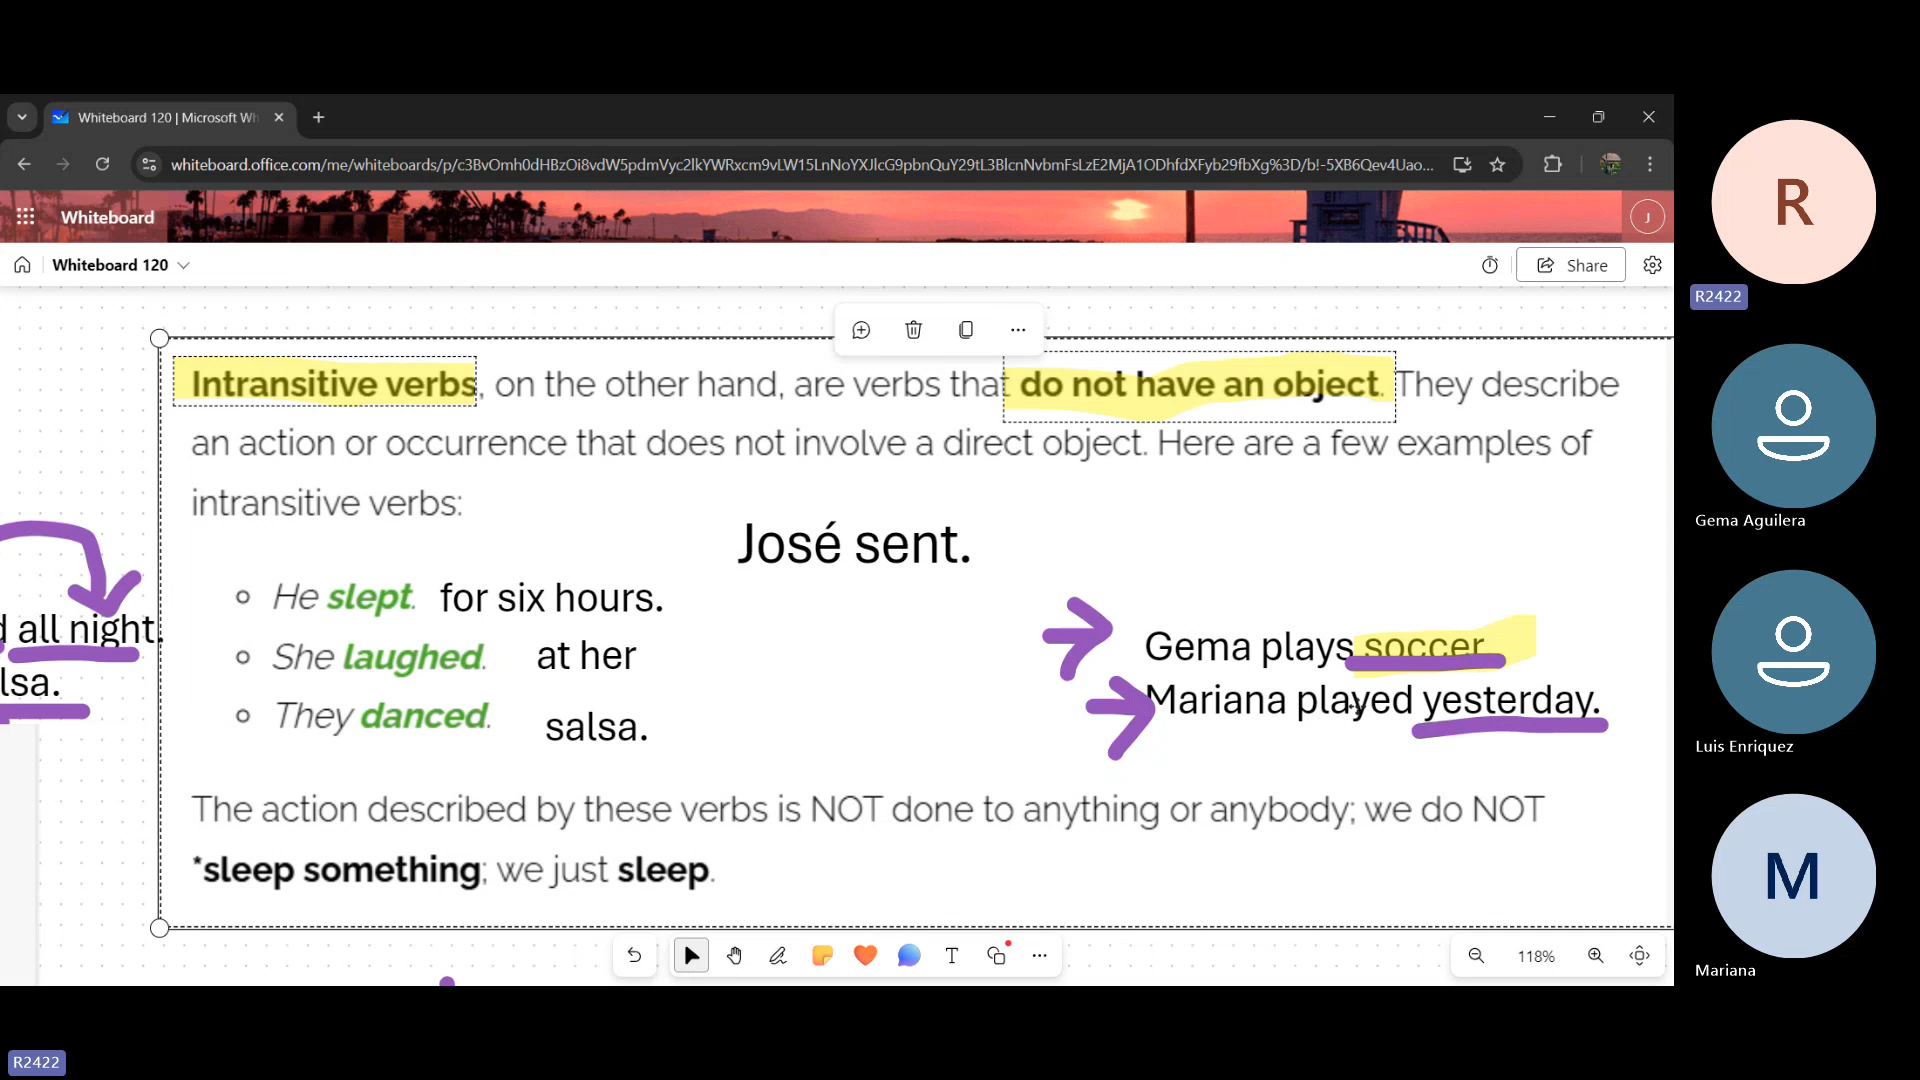 Whiteboard 120 | Microsoft Wh
whiteboard.office.com/me/whiteboards/p/c3BvOmh0dHBzOi8vdW5pdmVyc2lkYWRxcm9vLW15LnNoYXJlcG9pbnQuY29tL3BlcnNvbmFsLzE2MjA1ODhfdXFyb29fbXg%3D/b!-5XB6Qev4Uao...
Whiteboard
J
Whiteboard 120
Share
Intransitive verbs, on the other hand, are verbs that do not have an object. They describe
an action or occurrence that does not involve a direct object. Here are a few examples of
intransitive verbs:
José sent.
He slept. for six hours.
d all night.
She laughed. at her
Gema plays soccer
lsa.
They danced. salsa.
Mariana played yesterday.
The action described by these verbs is NOT done to anything or anybody; we do NOT
*sleep something; we just sleep.
T
118%
R
R2422
Gema Aguilera
Luis Enriquez
M
Mariana
R2422